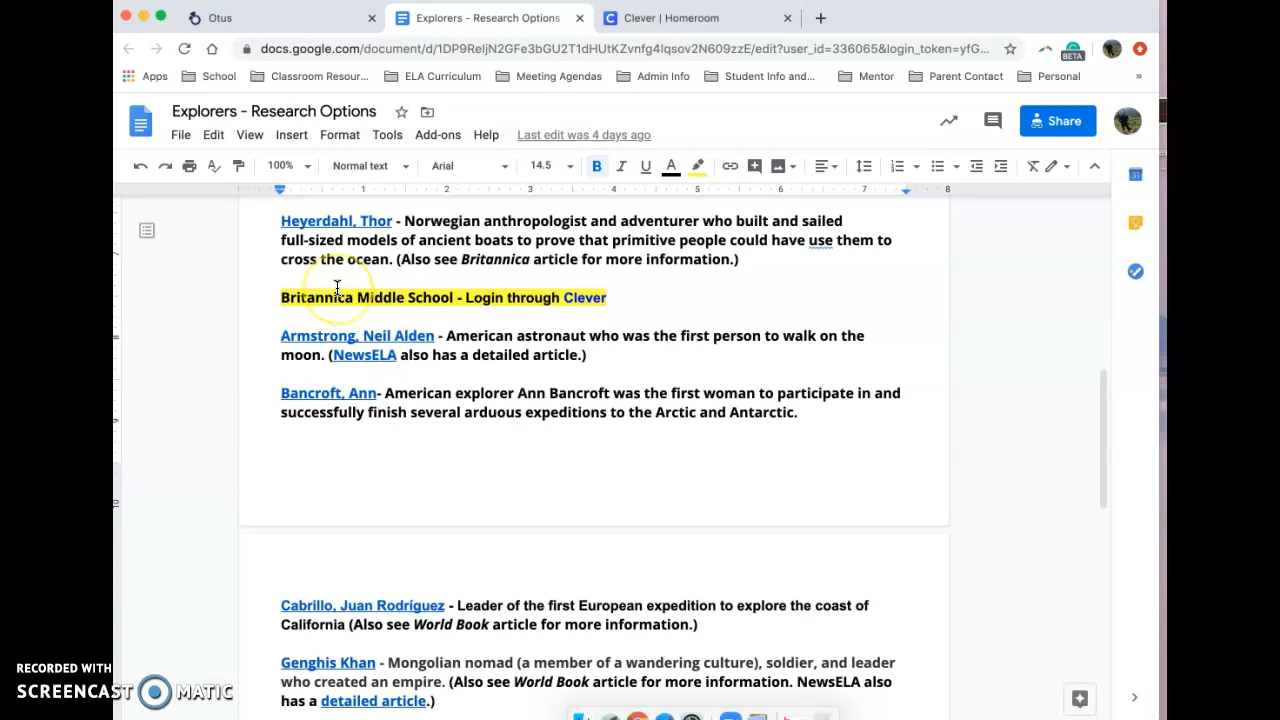 Otus
Explorers - Research Options
Clever | Homeroom
docs.google.com/document/d/1DP9ReljN2GFe3bGU2T1dHUtKZvnfg4lqsov2N609zzE/edit?user_id=336065&login_token=yfG...
BETA
Apps
School
Classroom Resour...
ELA Curriculum
Meeting Agendas
Admin Info
Student Info and...
Mentor
Parent Contact
Personal
»
Explorers - Research Options
File Edit View Insert Format Tools Add-ons Help Last edit was 4 days ago
Share
100% Normal text Arial 14.5 B I U A
1 2 3 4 5 6 7 8
Heyerdahl, Thor - Norwegian anthropologist and adventurer who built and sailed
full-sized models of ancient boats to prove that primitive people could have use them to
cross the ocean. (Also see Britannica article for more information.)
Britannica Middle School - Login through Clever
Armstrong, Neil Alden - American astronaut who was the first person to walk on the
moon. (NewsELA also has a detailed article.)
Bancroft, Ann- American explorer Ann Bancroft was the first woman to participate in and
successfully finish several arduous expeditions to the Arctic and Antarctic.
Cabrillo, Juan Rodríguez - Leader of the first European expedition to explore the coast of
California (Also see World Book article for more information.)
Genghis Khan - Mongolian nomad (a member of a wandering culture), soldier, and leader
who created an empire. (Also see World Book article for more information. NewsELA also
has a detailed article.)
RECORDED WITH
SCREENCAST MATIC